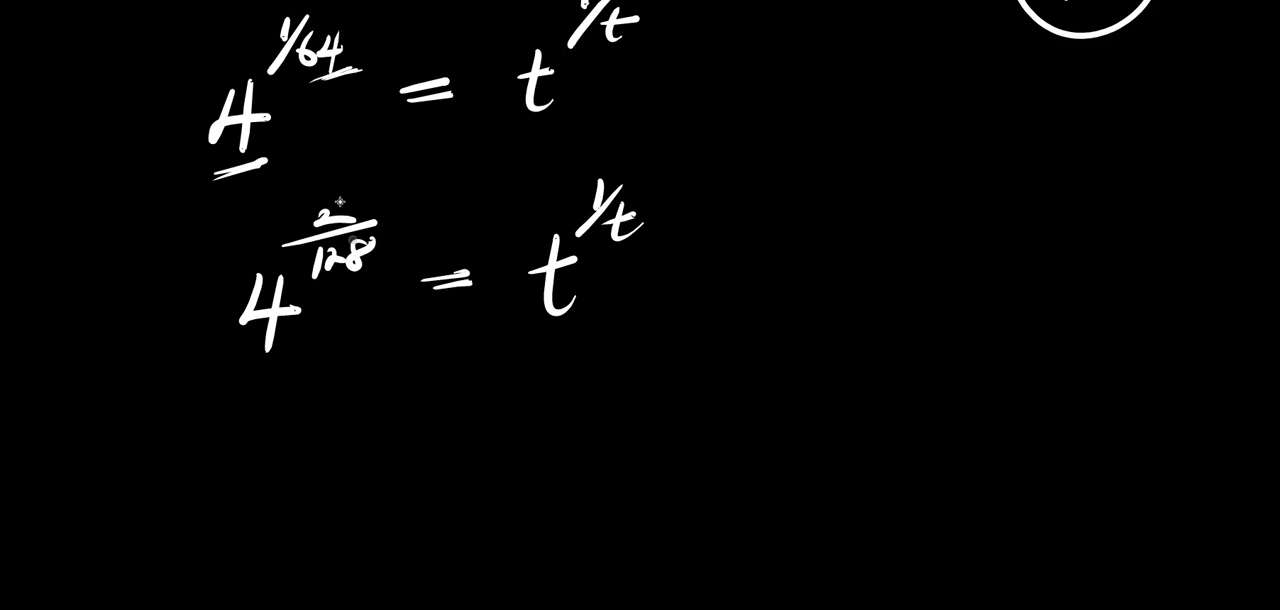 4^{1/64} = t^{1/t}
4^{2/128} = t^{1/t}